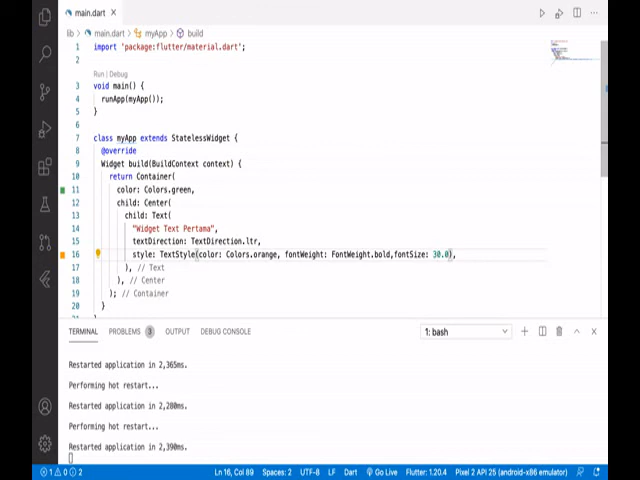 main.dart
lib > main.dart > myApp > build
1 import 'package:flutter/material.dart';
2
Run | Debug
3 void main() {
4 runApp(myApp());
5 }
6
7 class myApp extends StatelessWidget {
8 @override
9 Widget build(BuildContext context) {
10 return Container(
11 color: Colors.green,
12 child: Center(
13 child: Text(
14 "Widget Text Pertama",
15 textDirection: TextDirection.ltr,
16 style: TextStyle(color: Colors.orange, fontWeight: FontWeight.bold,fontSize: 30.0),
17 ), // Text
18 ), // Center
19 ); // Container
20 }
TERMINAL PROBLEMS 3 OUTPUT DEBUG CONSOLE 1: bash
Restarted application in 2,365ms.
Performing hot restart...
Restarted application in 2,280ms.
Performing hot restart...
Restarted application in 2,390ms.
1 0 2 Ln 16, Col 89 Spaces: 2 UTF-8 LF Dart Go Live Flutter: 1.20.4 Pixel 2 API 25 (android-x86 emulator)